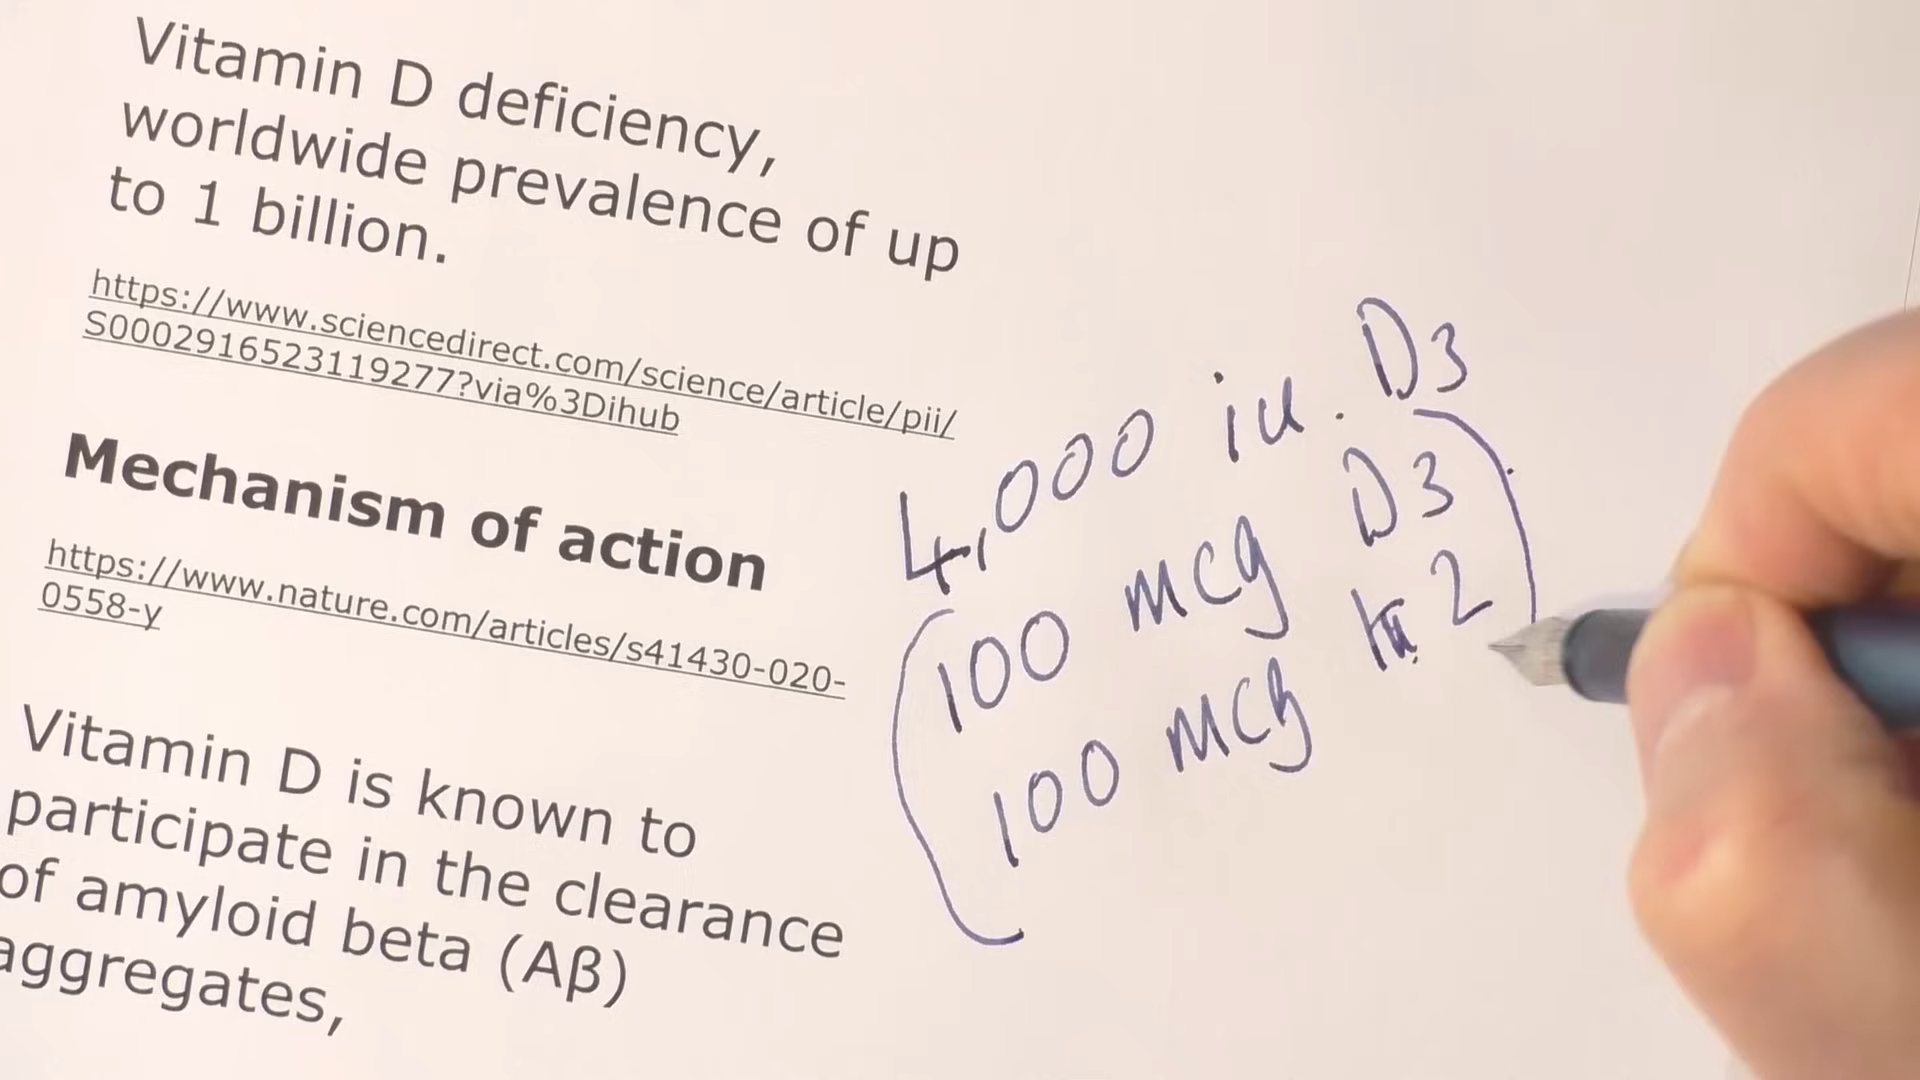 Vitamin D deficiency,
worldwide prevalence of up
to 1 billion.
https://www.sciencedirect.com/science/article/pii/
S0002916523119277?via%3Dihub
Mechanism of action
https://www.nature.com/articles/s41430-020-
0558-y
Vitamin D is known to
participate in the clearance
of amyloid beta (Aβ)
aggregates,
4,000 iu. D3
100 mcg D3
100 mcg K2